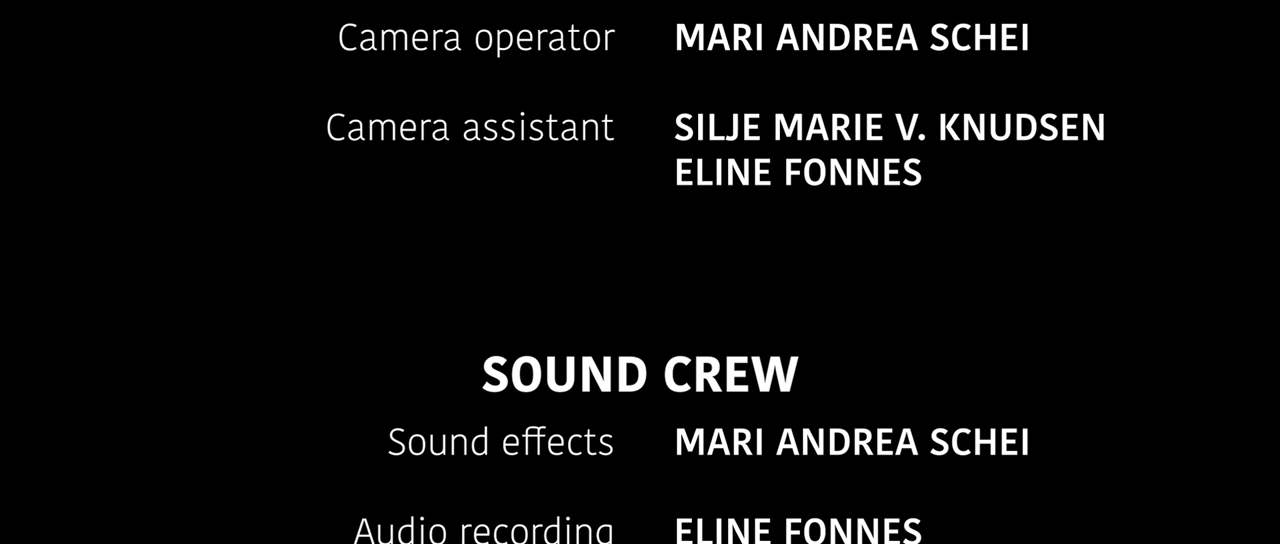 Camera operator MARI ANDREA SCHEI
Camera assistant SILJE MARIE V. KNUDSEN
ELINE FONNES
SOUND CREW
Sound effects MARI ANDREA SCHEI
Audio recording ELINE FONNES